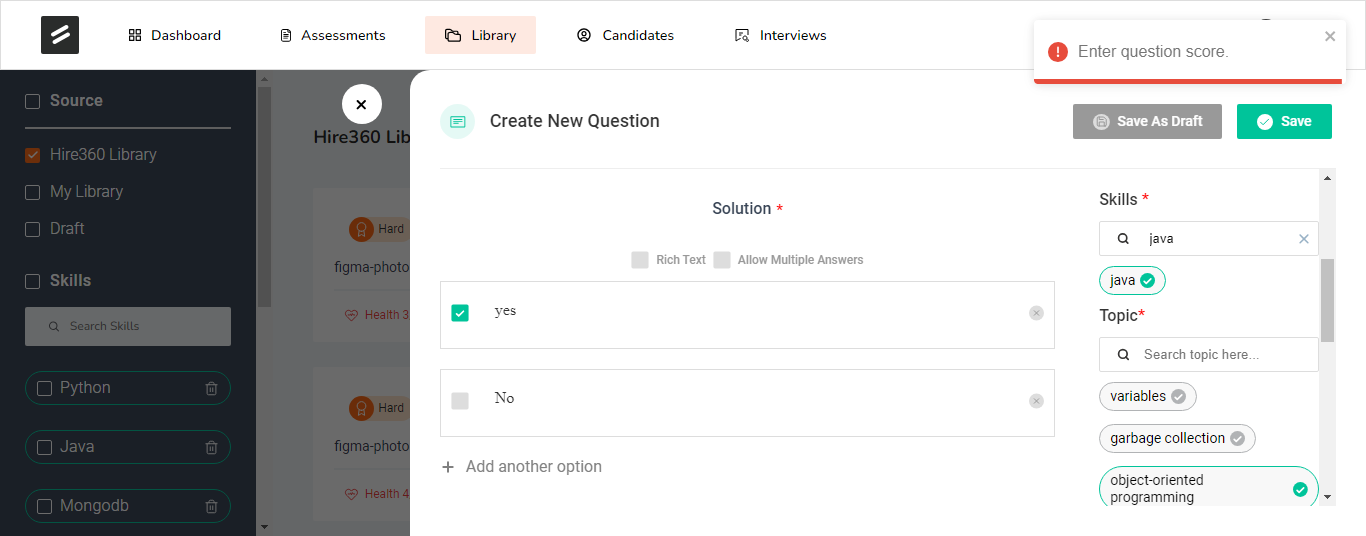 Dashboard
Assessments
Library
Candidates
Interviews
Enter question score.
Source
Hire360 Library
My Library
Draft
Skills
Search Skills
Python
Java
Mongodb
Hire360 Lib
Hard
figma-photo
Health 3
Hard
figma-photo
Health 4
Create New Question
Save As Draft
Save
Solution *
Rich Text
Allow Multiple Answers
yes
No
Add another option
Skills *
java
java
Topic*
Search topic here...
variables
garbage collection
object-oriented
programming